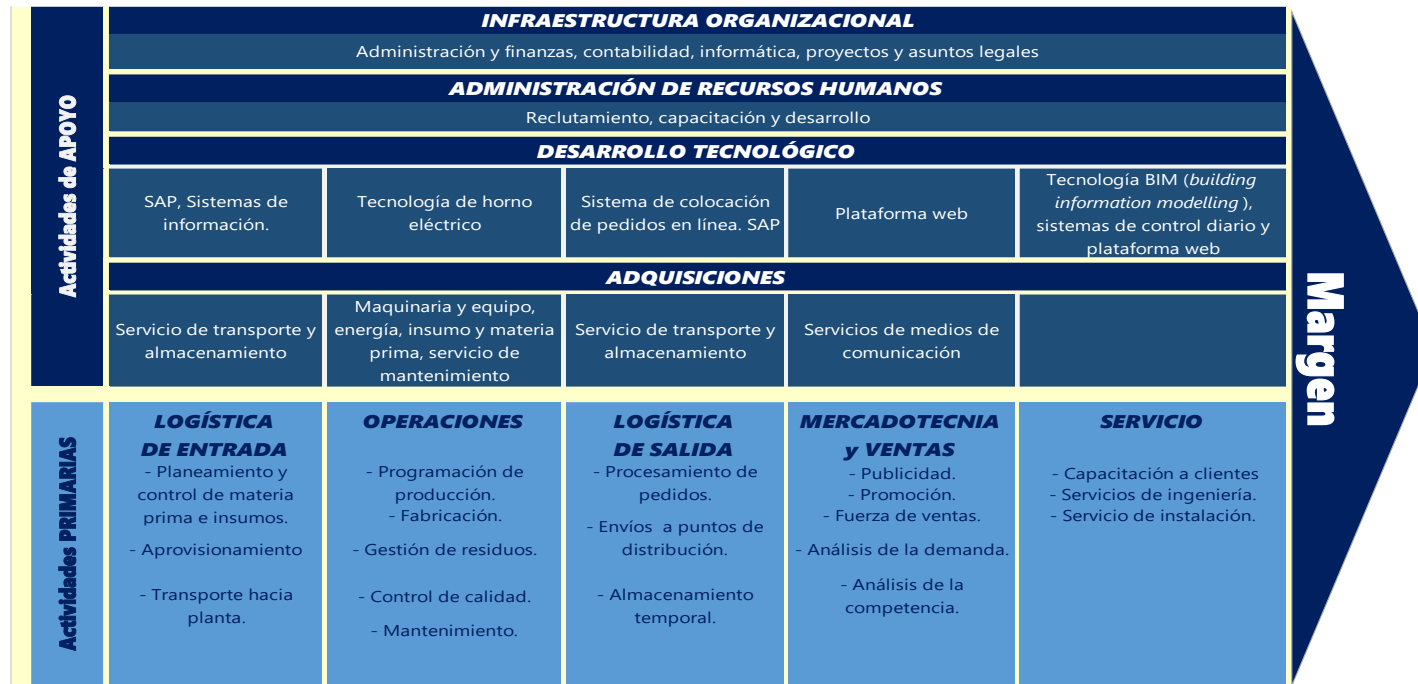 Actividades de APOYO
INFRAESTRUCTURA ORGANIZACIONAL
Administración y finanzas, contabilidad, informática, proyectos y asuntos legales
ADMINISTRACIÓN DE RECURSOS HUMANOS
Reclutamiento, capacitación y desarrollo
DESARROLLO TECNOLÓGICO
SAP, Sistemas de
información.
Tecnología de horno
eléctrico
Sistema de colocación
de pedidos en línea. SAP
Plataforma web
Tecnología BIM (building
information modelling ),
sistemas de control diario y
plataforma web
ADQUISICIONES
Servicio de transporte y
almacenamiento
Maquinaria y equipo,
energía, insumo y materia
prima, servicio de
mantenimiento
Servicio de transporte y
almacenamiento
Servicios de medios de
comunicación
Actividades PRIMARIAS
LOGÍSTICA
DE ENTRADA
- Planeamiento y
control de materia
prima e insumos.
- Aprovisionamiento
- Transporte hacia
planta.
OPERACIONES
- Programación de
producción.
- Fabricación.
- Gestión de residuos.
- Control de calidad.
- Mantenimiento.
LOGÍSTICA
DE SALIDA
- Procesamiento de
pedidos.
- Envíos a puntos de
distribución.
- Almacenamiento
temporal.
MERCADOTECNIA
y VENTAS
- Publicidad.
- Promoción.
- Fuerza de ventas.
- Análisis de la demanda.
- Análisis de la
competencia.
SERVICIO
- Capacitación a clientes
- Servicios de ingeniería.
- Servicio de instalación.
Margen